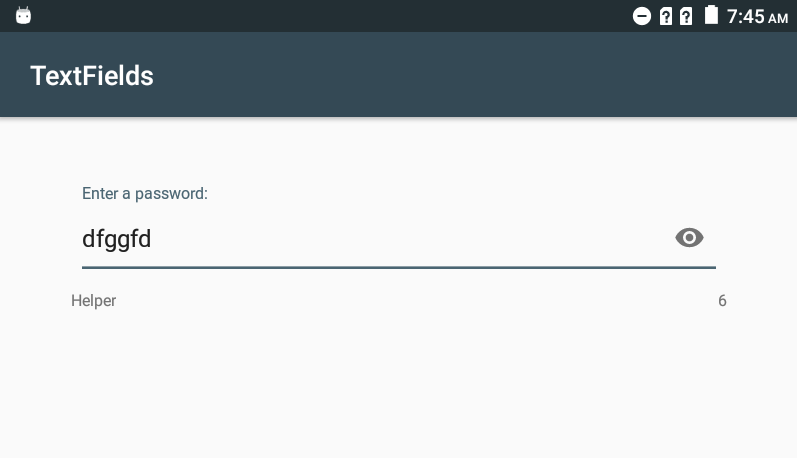 7:45 AM
TextFields
Enter a password:
dfggfd
Helper 6